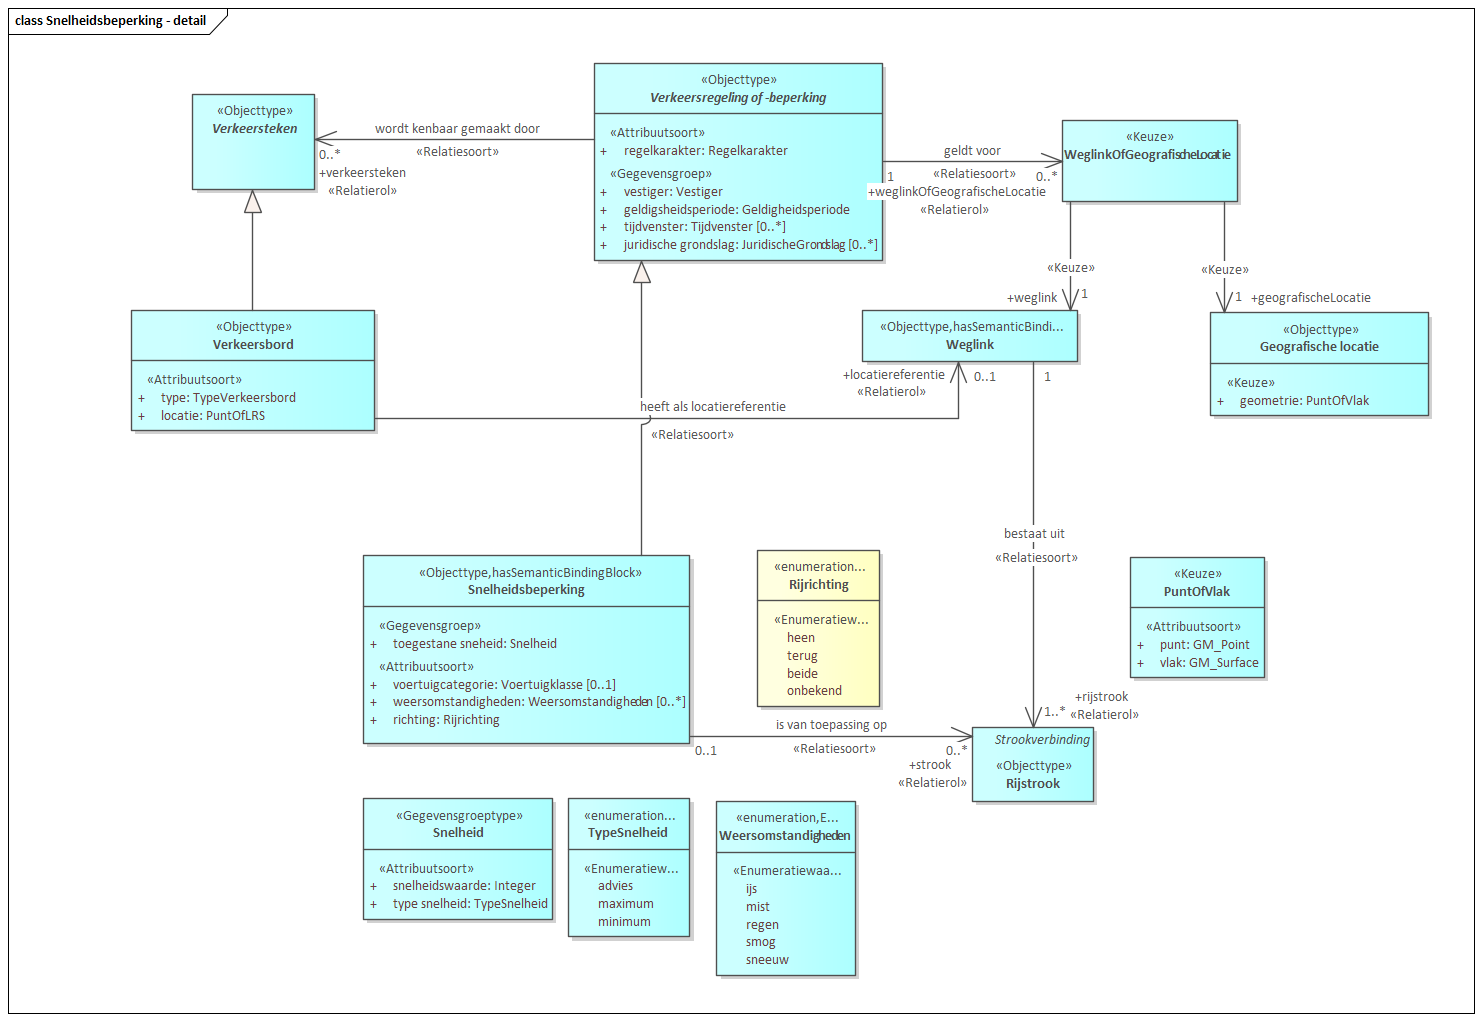 class Snelheidsbeperking - detail
«Objecttype»
Verkeersteken
«Objecttype»
Verkeersregeling of -beperking
«Attribuutsoort»
+ regelkarakter: Regelkarakter
«Gegevensgroep»
+ vestiger: Vestiger
+ geldigsheidsperiode: Geldigheidsperiode
+ tijdvenster: Tijdvenster [0..*]
+ juridische grondslag: JuridischeGrondslag [0..*]
wordt kenbaar gemaakt door
«Relatiesoort»
0..*
+verkeersteken
«Relatierol»
geldt voor
«Relatiesoort»
1
0..*
+weglinkOfGeografischeLocatie
«Relatierol»
«Keuze»
WeglinkOfGeografischeLocatie
«Keuze»
+weglink
1
«Keuze»
1
+geografischeLocatie
«Objecttype»
Verkeersbord
«Attribuutsoort»
+ type: TypeVerkeersbord
+ locatie: PuntOfLRS
«Objecttype,hasSemanticBindi...
Weglink
«Objecttype»
Geografische locatie
«Keuze»
+ geometrie: PuntOfVlak
+locatiereferentie
0..1
«Relatierol»
1
heeft als locatiereferentie
«Relatiesoort»
bestaat uit
«Relatiesoort»
«Objecttype,hasSemanticBindingBlock»
Snelheidsbeperking
«Gegevensgroep»
+ toegestane sneheid: Snelheid
«Attribuutsoort»
+ voertuigcategorie: Voertuigklasse [0..1]
+ weersomstandigheden: Weersomstandigheden [0..*]
+ richting: Rijrichting
«enumeration...
Rijrichting
«Enumeratiew...
heen
terug
beide
onbekend
«Keuze»
PuntOfVlak
«Attribuutsoort»
+ punt: GM_Point
+ vlak: GM_Surface
+rijstrook
1..*
«Relatierol»
is van toepassing op
«Relatiesoort»
0..1
0..*
+strook
«Relatierol»
Strookverbinding
«Objecttype»
Rijstrook
«Gegevensgroeptype»
Snelheid
«Attribuutsoort»
+ snelheidswaarde: Integer
+ type snelheid: TypeSnelheid
«enumeration...
TypeSnelheid
«Enumeratiew...
advies
maximum
minimum
«enumeration,E...
Weersomstandigheden
«Enumeratiewaa...
ijs
mist
regen
smog
sneeuw